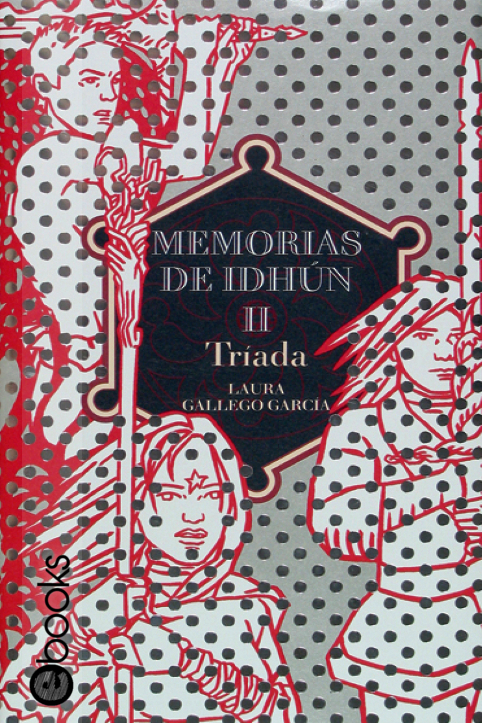 MEMORIAS
DE IDHÚN
II
Tríada
LAURA
GALLEGO GARCÍA
ebooks